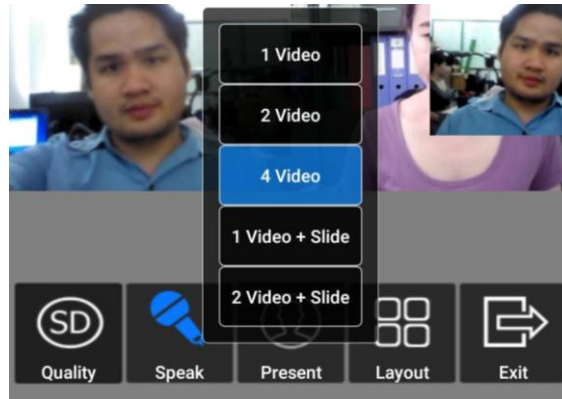 1 Video
2 Video
4 Video
1 Video + Slide
2 Video + Slide
SD
Quality
Speak
Present
Layout
Exit